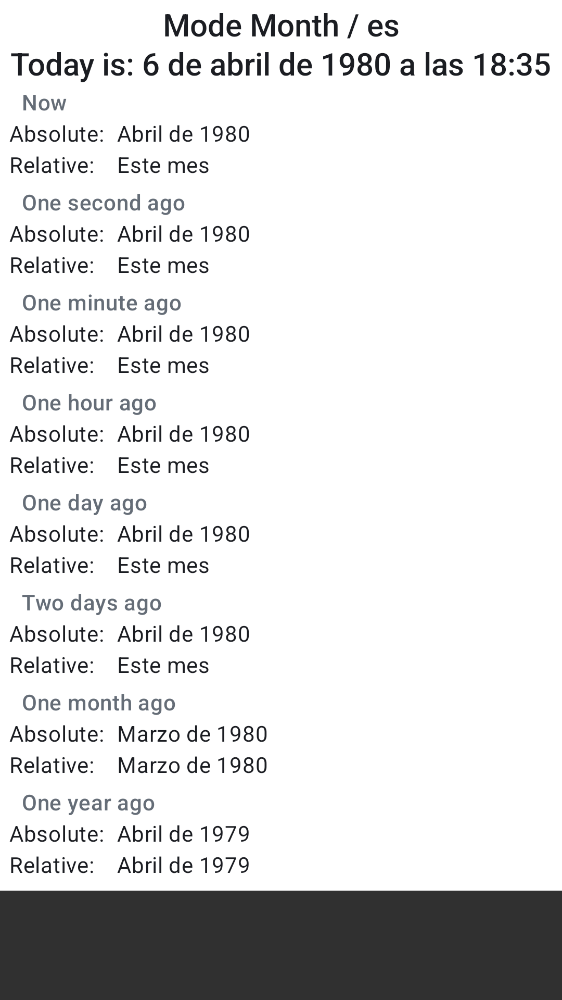 Mode Month / es
Today is: 6 de abril de 1980 a las 18:35
Now
Absolute: Abril de 1980
Relative: Este mes
One second ago
Absolute: Abril de 1980
Relative: Este mes
One minute ago
Absolute: Abril de 1980
Relative: Este mes
One hour ago
Absolute: Abril de 1980
Relative: Este mes
One day ago
Absolute: Abril de 1980
Relative: Este mes
Two days ago
Absolute: Abril de 1980
Relative: Este mes
One month ago
Absolute: Marzo de 1980
Relative: Marzo de 1980
One year ago
Absolute: Abril de 1979
Relative: Abril de 1979